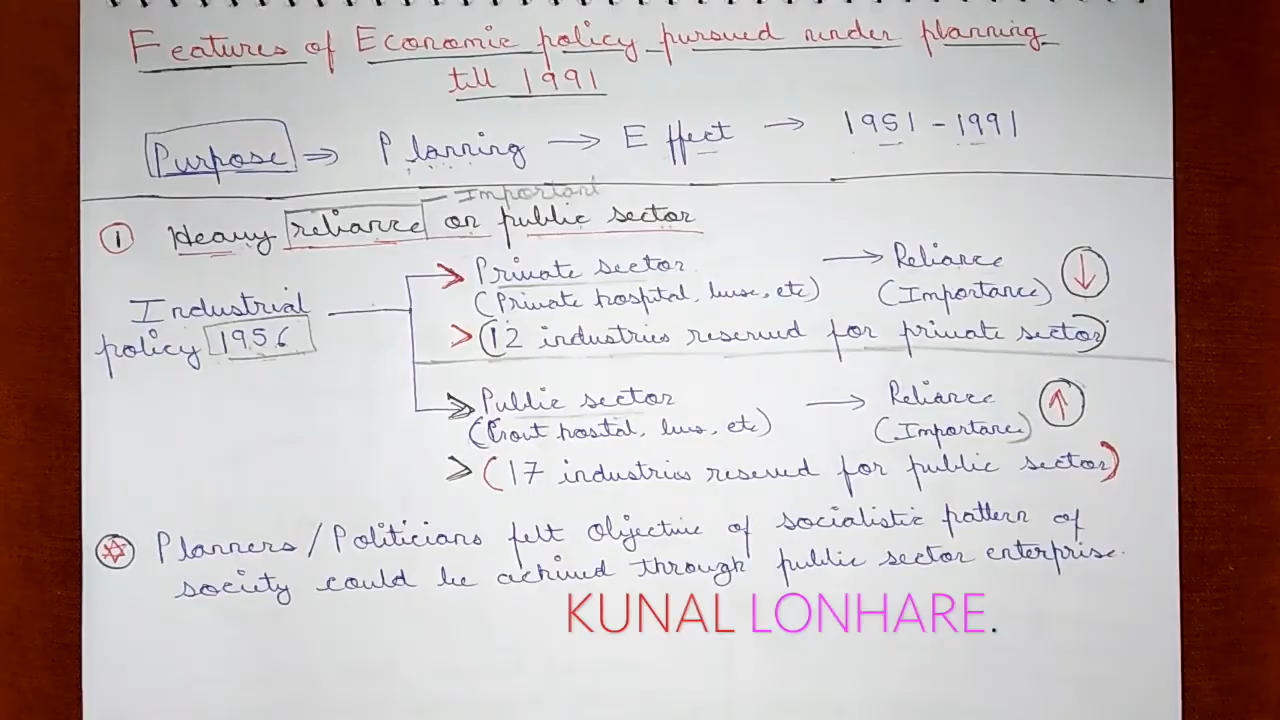 Features of Economic policy pursued under planning
till 1991
Purpose ⇒ Planning → Effect → 1951 - 1991
Important
① Heavy reliance on public sector
Private sector → Reliance ↓
(Private hospital, buse, etc) (Importance)
Industrial
policy 1956
> (12 industries reserved for private sector)
Public sector → Reliance ↑
(Govt hostal, bus, etc) (Importance)
> (17 industries reserved for public sector)
Planners/Politicians felt objective of socialistic pattern of
society could be achived through public sector enterprise.
KUNAL LONHARE.